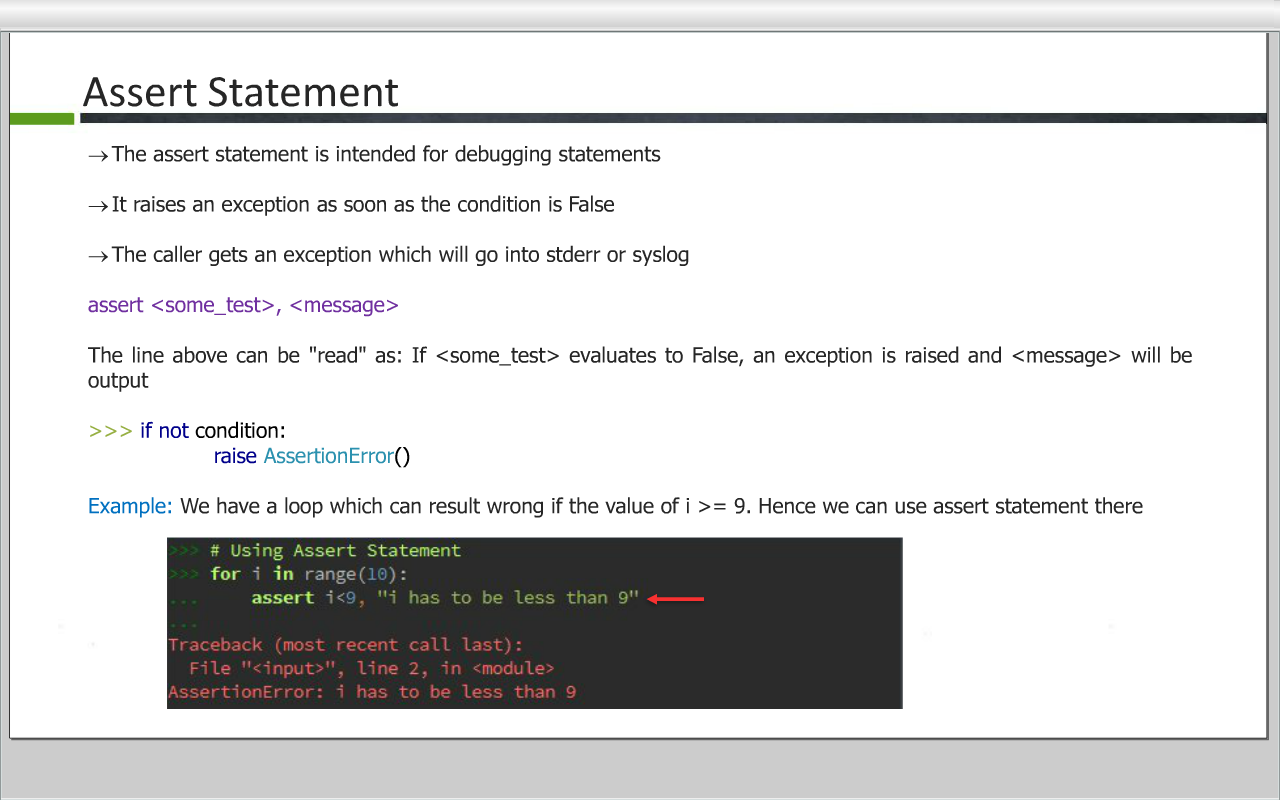 Assert Statement
→The assert statement is intended for debugging statements
→It raises an exception as soon as the condition is False
→The caller gets an exception which will go into stderr or syslog
assert <some_test>, <message>
The line above can be "read" as: If <some_test> evaluates to False, an exception is raised and <message> will be
output
>>> if not condition:
raise AssertionError()
Example: We have a loop which can result wrong if the value of i >= 9. Hence we can use assert statement there
>>> # Using Assert Statement
>>> for i in range(10):
... assert i<9, "i has to be less than 9"
...
Traceback (most recent call last):
File "<input>", line 2, in <module>
AssertionError: i has to be less than 9